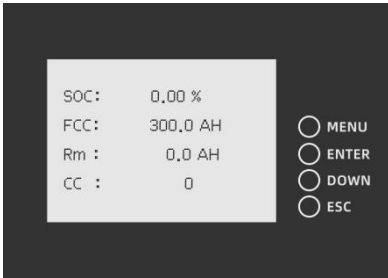 SOC: 0.00 %
FCC: 300.0 AH
Rm : 0.0 AH
CC : 0
MENU
ENTER
DOWN
ESC